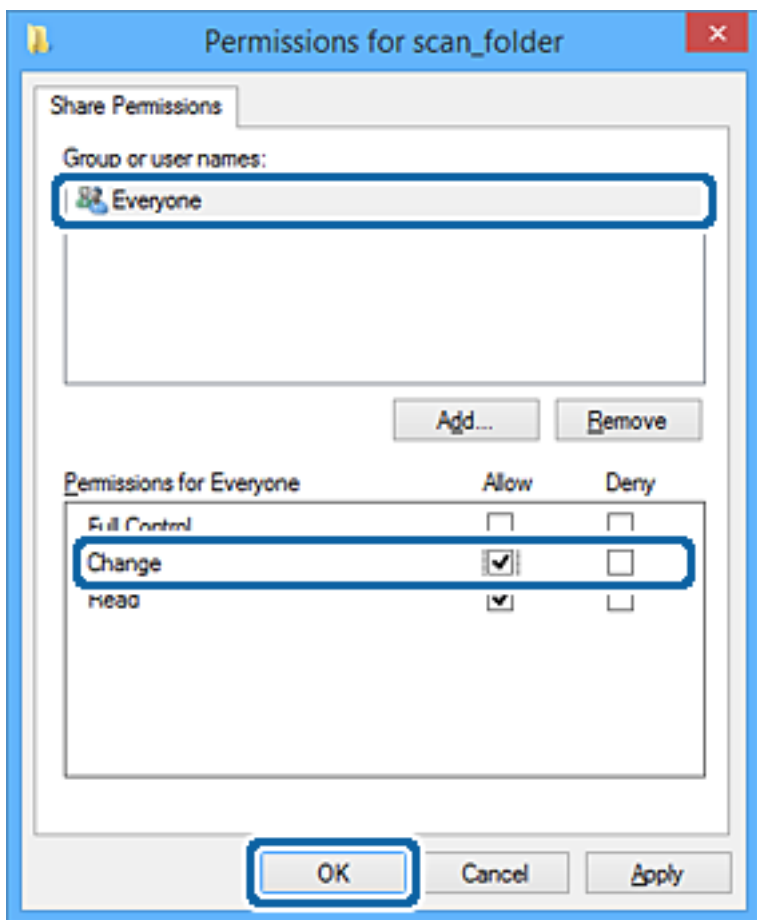 Permissions for scan_folder
Share Permissions
Group or user names:
Everyone
Add... Remove
Permissions for Everyone Allow Deny
Full Control
Change
Read
OK Cancel Apply